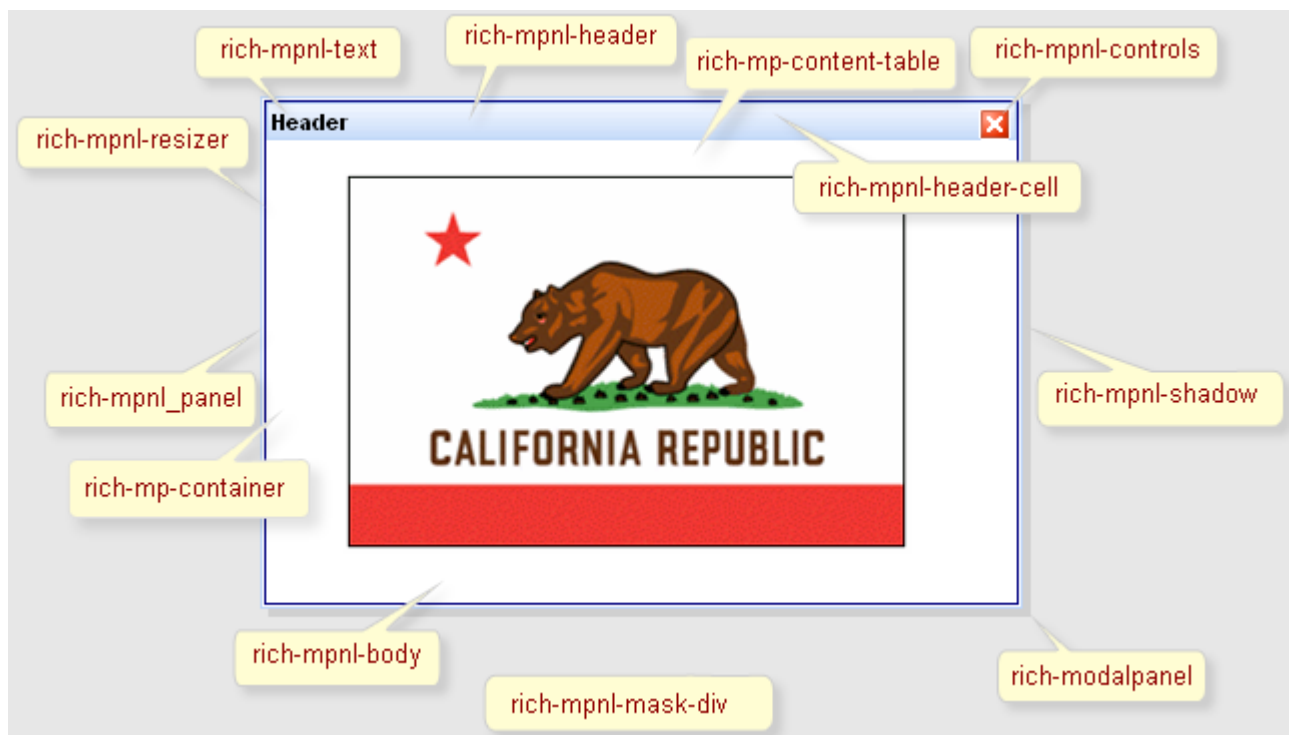 rich-mpnl-text
rich-mpnl-header
rich-mp-content-table
rich-mpnl-controls
Header
rich-mpnl-resizer
rich-mpnl-header-cell
rich-mpnl_panel
rich-mpnl-shadow
CALIFORNIA REPUBLIC
rich-mp-container
rich-mpnl-body
rich-modalpanel
rich-mpnl-mask-div